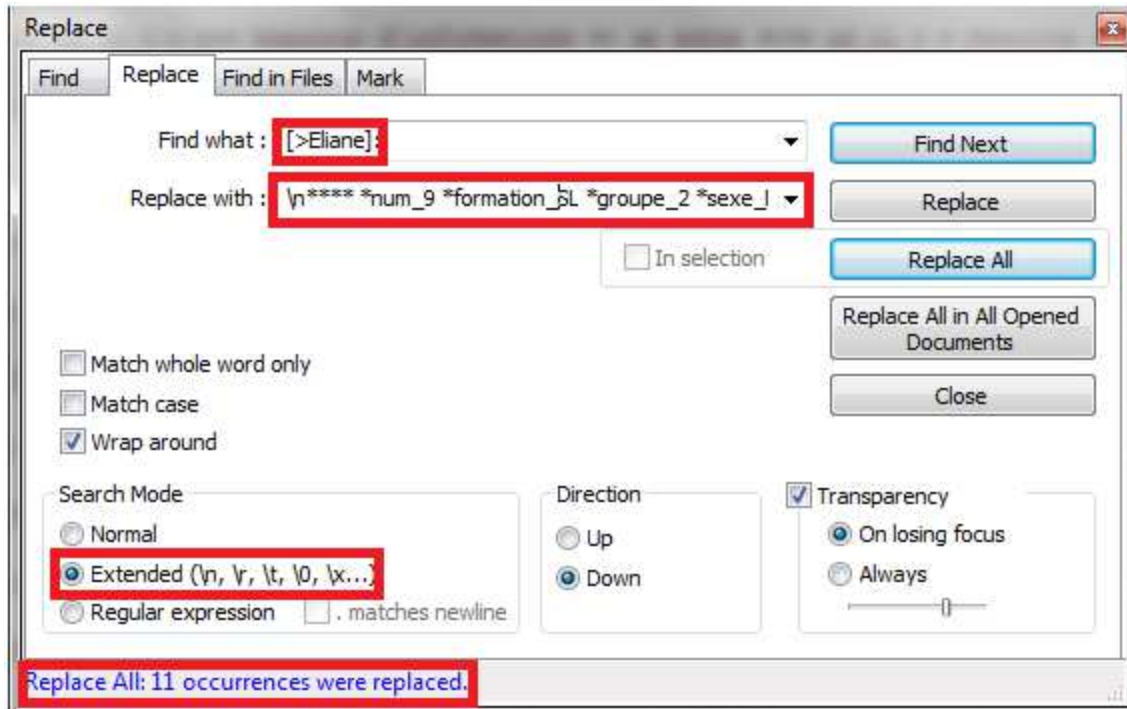 Replace
Find Replace Find in Files Mark
Find what : [>Eliane]:
Find Next
Replace with : \n**** *num_9 *formation_SL *groupe_2 *sexe_
Replace
In selection
Replace All
Replace All in All Opened
Documents
Close
Match whole word only
Match case
Wrap around
Search Mode
Normal
Extended (\n, \r, \t, \0, \x...)
Regular expression . matches newline
Direction
Up
Down
Transparency
On losing focus
Always
Replace All: 11 occurrences were replaced.